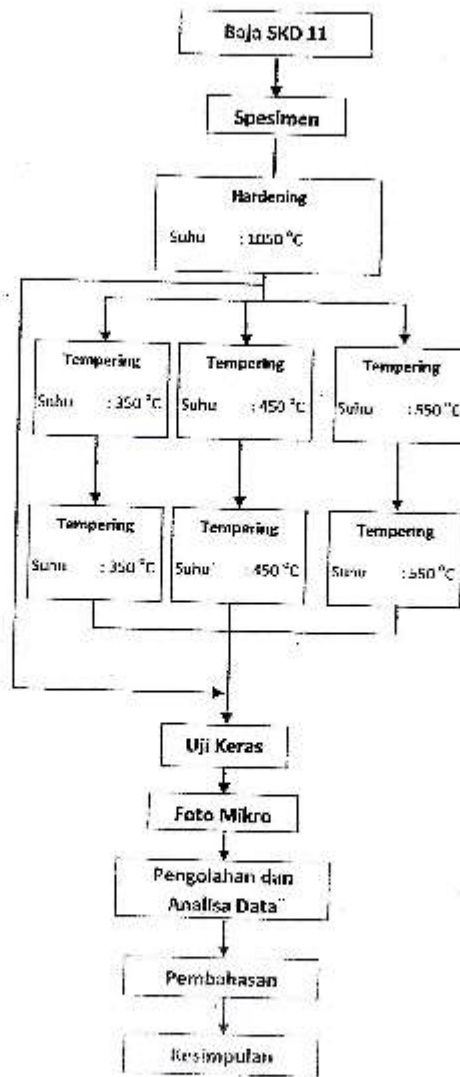 Baja SKD 11
Spesimen
Hardening
Suhu : 1050 °C
Tempering
Suhu : 350 °C
Tempering
Suhu : 450 °C
Tempering
Suhu : 550 °C
Tempering
Suhu : 350 °C
Tempering
Suhu : 450 °C
Tempering
Suhu : 550 °C
Uji Keras
Foto Mikro
Pengolahan dan
Analisa Data
Pembahasan
Kesimpulan